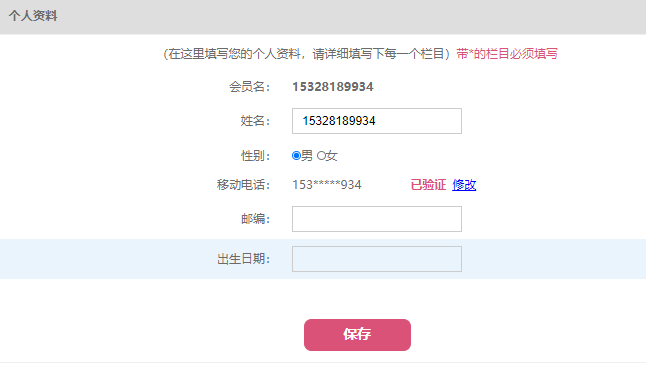 个人资料
（在这里填写您的个人资料，请详细填写下每一个栏目）带*的栏目必须填写
会员名： 15328189934
姓名： 15328189934
性别： 男 女
移动电话： 153*****934 已验证 修改
邮编：
出生日期：
保存